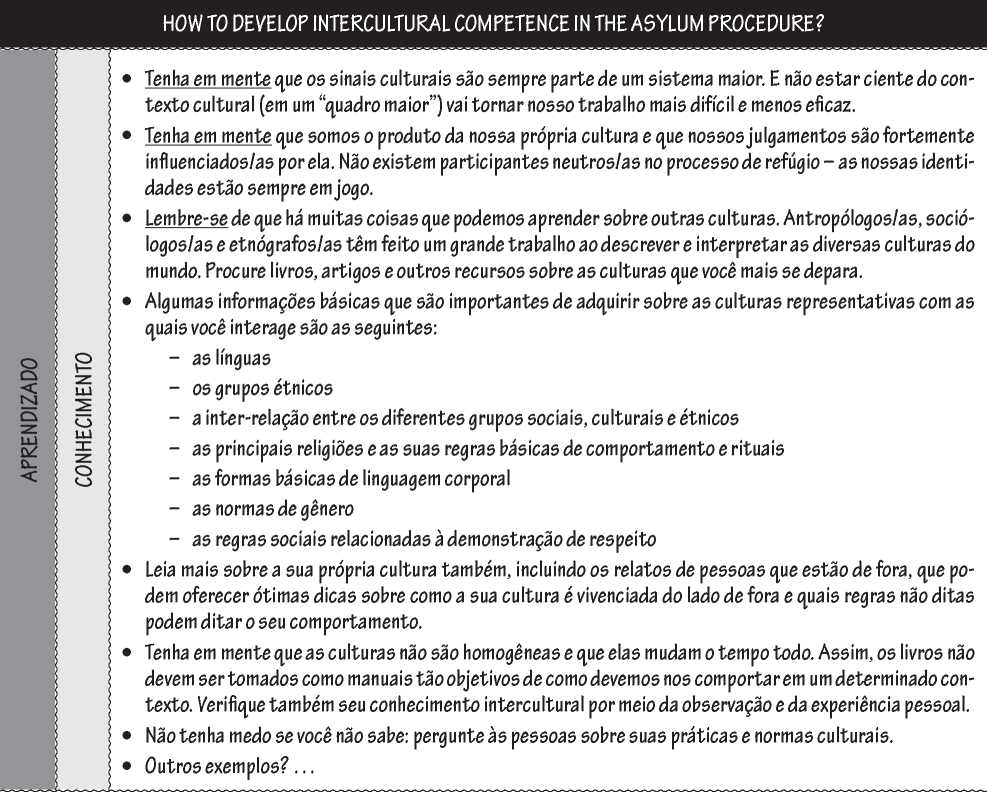 HOW TO DEVELOP INTERCULTURAL COMPETENCE IN THE ASYLUM PROCEDURE?
APRENDIZADO
CONHECIMENTO
• Tenha em mente que os sinais culturais são sempre parte de um sistema maior. E não estar ciente do con-
texto cultural (em um “quadro maior”) vai tornar nosso trabalho mais difícil e menos eficaz.
• Tenha em mente que somos o produto da nossa própria cultura e que nossos julgamentos são fortemente
influenciados/as por ela. Não existem participantes neutros/as no processo de refúgio – as nossas identi-
dades estão sempre em jogo.
• Lembre-se de que há muitas coisas que podemos aprender sobre outras culturas. Antropólogos/as, soció-
logos/as e etnógrafos/as têm feito um grande trabalho ao descrever e interpretar as diversas culturas do
mundo. Procure livros, artigos e outros recursos sobre as culturas que você mais se depara.
• Algumas informações básicas que são importantes de adquirir sobre as culturas representativas com as
quais você interage são as seguintes:
– as línguas
– os grupos étnicos
– a inter-relação entre os diferentes grupos sociais, culturais e étnicos
– as principais religiões e as suas regras básicas de comportamento e rituais
– as formas básicas de linguagem corporal
– as normas de gênero
– as regras sociais relacionadas à demonstração de respeito
• Leia mais sobre a sua própria cultura também, incluindo os relatos de pessoas que estão de fora, que po-
dem oferecer ótimas dicas sobre como a sua cultura é vivenciada do lado de fora e quais regras não ditas
podem ditar o seu comportamento.
• Tenha em mente que as culturas não são homogêneas e que elas mudam o tempo todo. Assim, os livros não
devem ser tomados como manuais tão objetivos de como devemos nos comportar em um determinado con-
texto. Verifique também seu conhecimento intercultural por meio da observação e da experiência pessoal.
• Não tenha medo se você não sabe: pergunte às pessoas sobre suas práticas e normas culturais.
• Outros exemplos? . . .